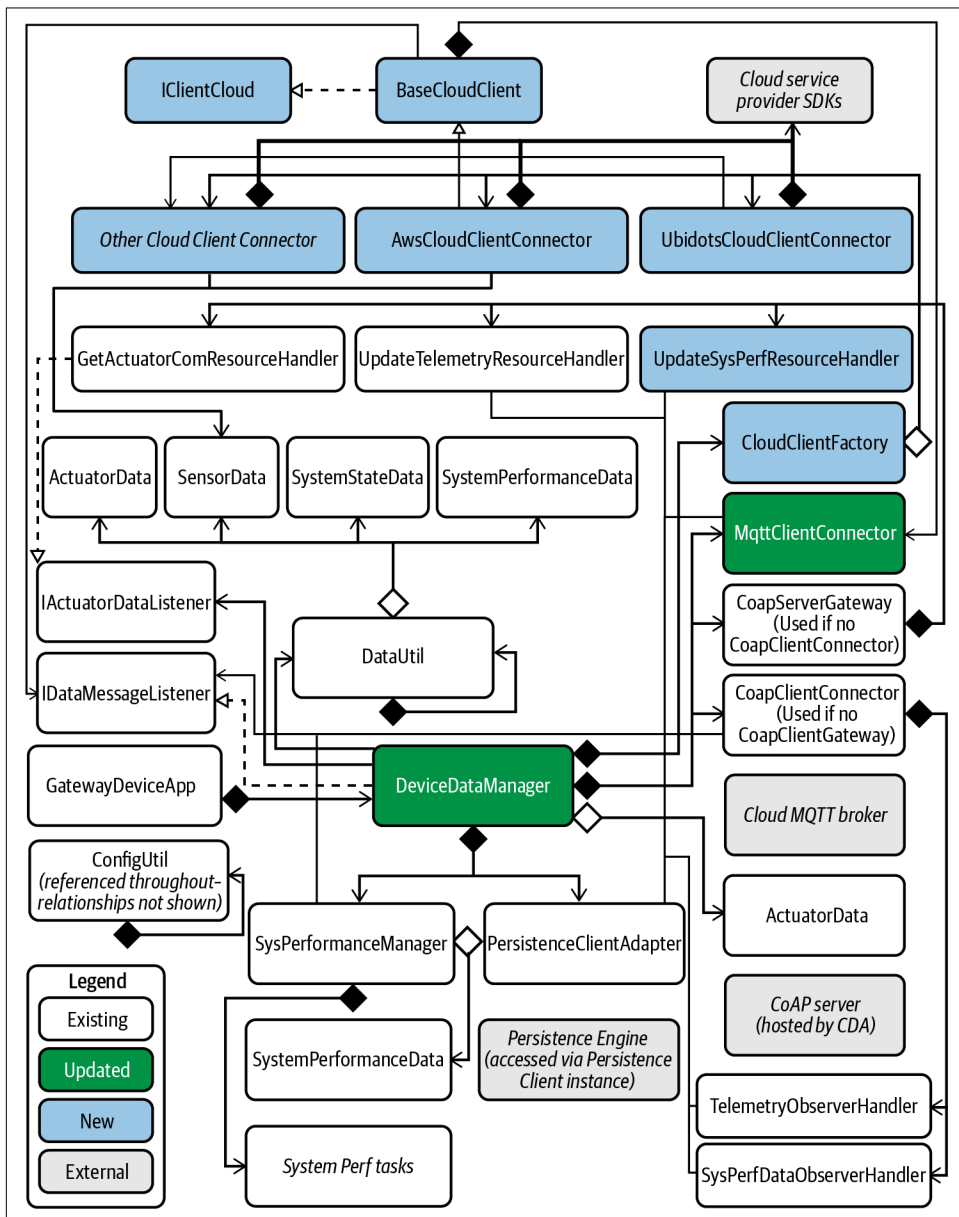 IClientCloud
BaseCloudClient
Cloud service
provider SDKs
Other Cloud Client Connector
AwsCloudClientConnector
UbidotsCloudClientConnector
GetActuatorComResourceHandler
UpdateTelemetryResourceHandler
UpdateSysPerfResourceHandler
CloudClientFactory
ActuatorData
SensorData
SystemStateData
SystemPerformanceData
MqttClientConnector
IActuatorDataListener
CoapServerGateway
(Used if no
CoapClientConnector)
DataUtil
IDataMessageListener
CoapClientConnector
(Used if no
CoapClientGateway)
GatewayDeviceApp
DeviceDataManager
Cloud MQTT broker
ConfigUtil
(referenced throughout–
relationships not shown)
ActuatorData
SysPerformanceManager
PersistenceClientAdapter
Legend
Existing
Updated
New
External
CoAP server
(hosted by CDA)
SystemPerformanceData
Persistence Engine
(accessed via Persistence
Client instance)
TelemetryObserverHandler
System Perf tasks
SysPerfDataObserverHandler